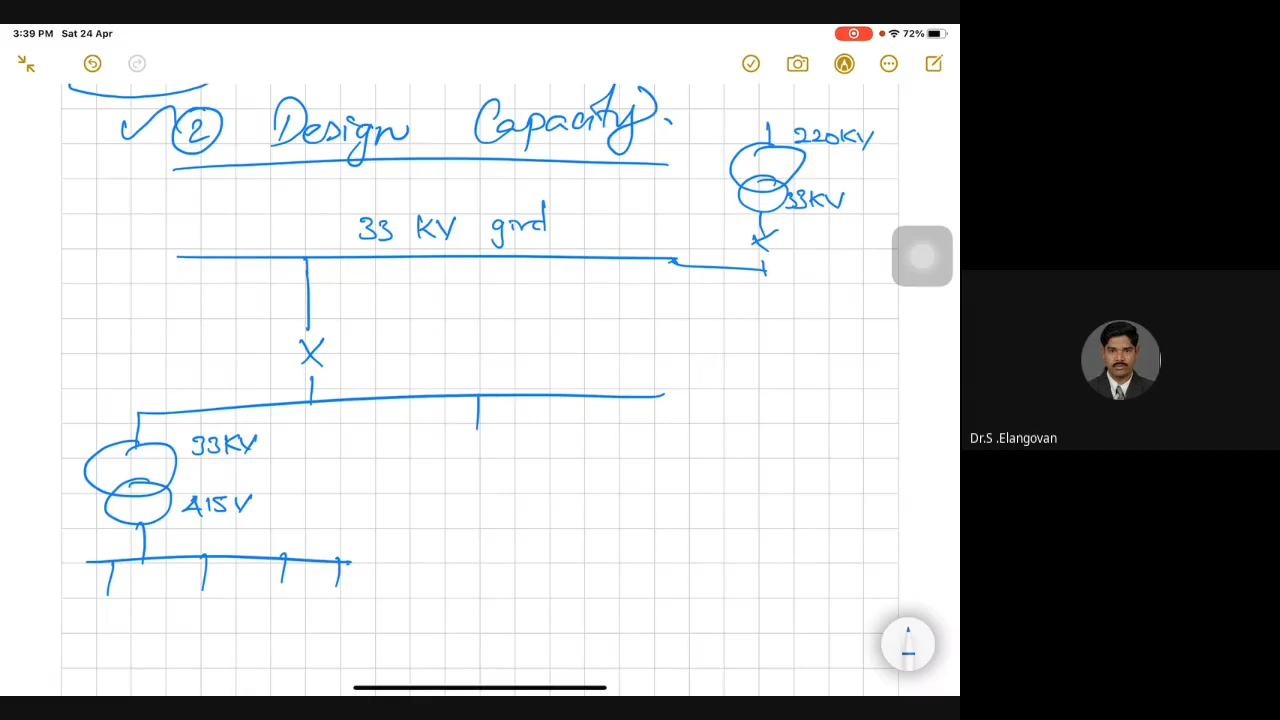 3:39 PM Sat 24 Apr
72%
2 Design Capacity.
220KV
33KV
33 KV grid
33KV
415V
Dr.S .Elangovan